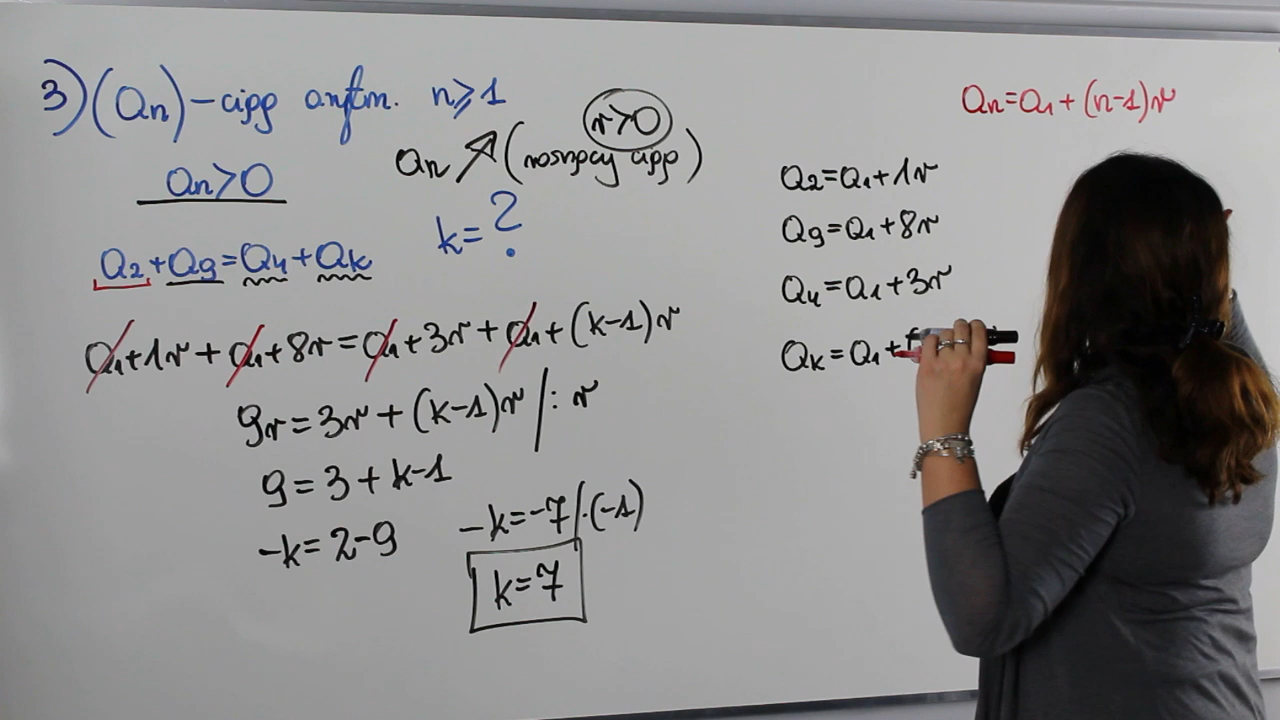 3) (an) - ciąg arytm. n⩾1
an>0
an ↗ (rosnący ciąg)
r>0
k=?
a2+a9=a4+ak
a1+1r+a1+8r=a1+3r+a1+(k-1)r
9r=3r+(k-1)r /:r
9=3+k-1
-k=2-9
-k=-7/·(-1)
k=7
an=a1+(n-1)r
a2=a1+1r
a9=a1+8r
a4=a1+3r
ak=a1+